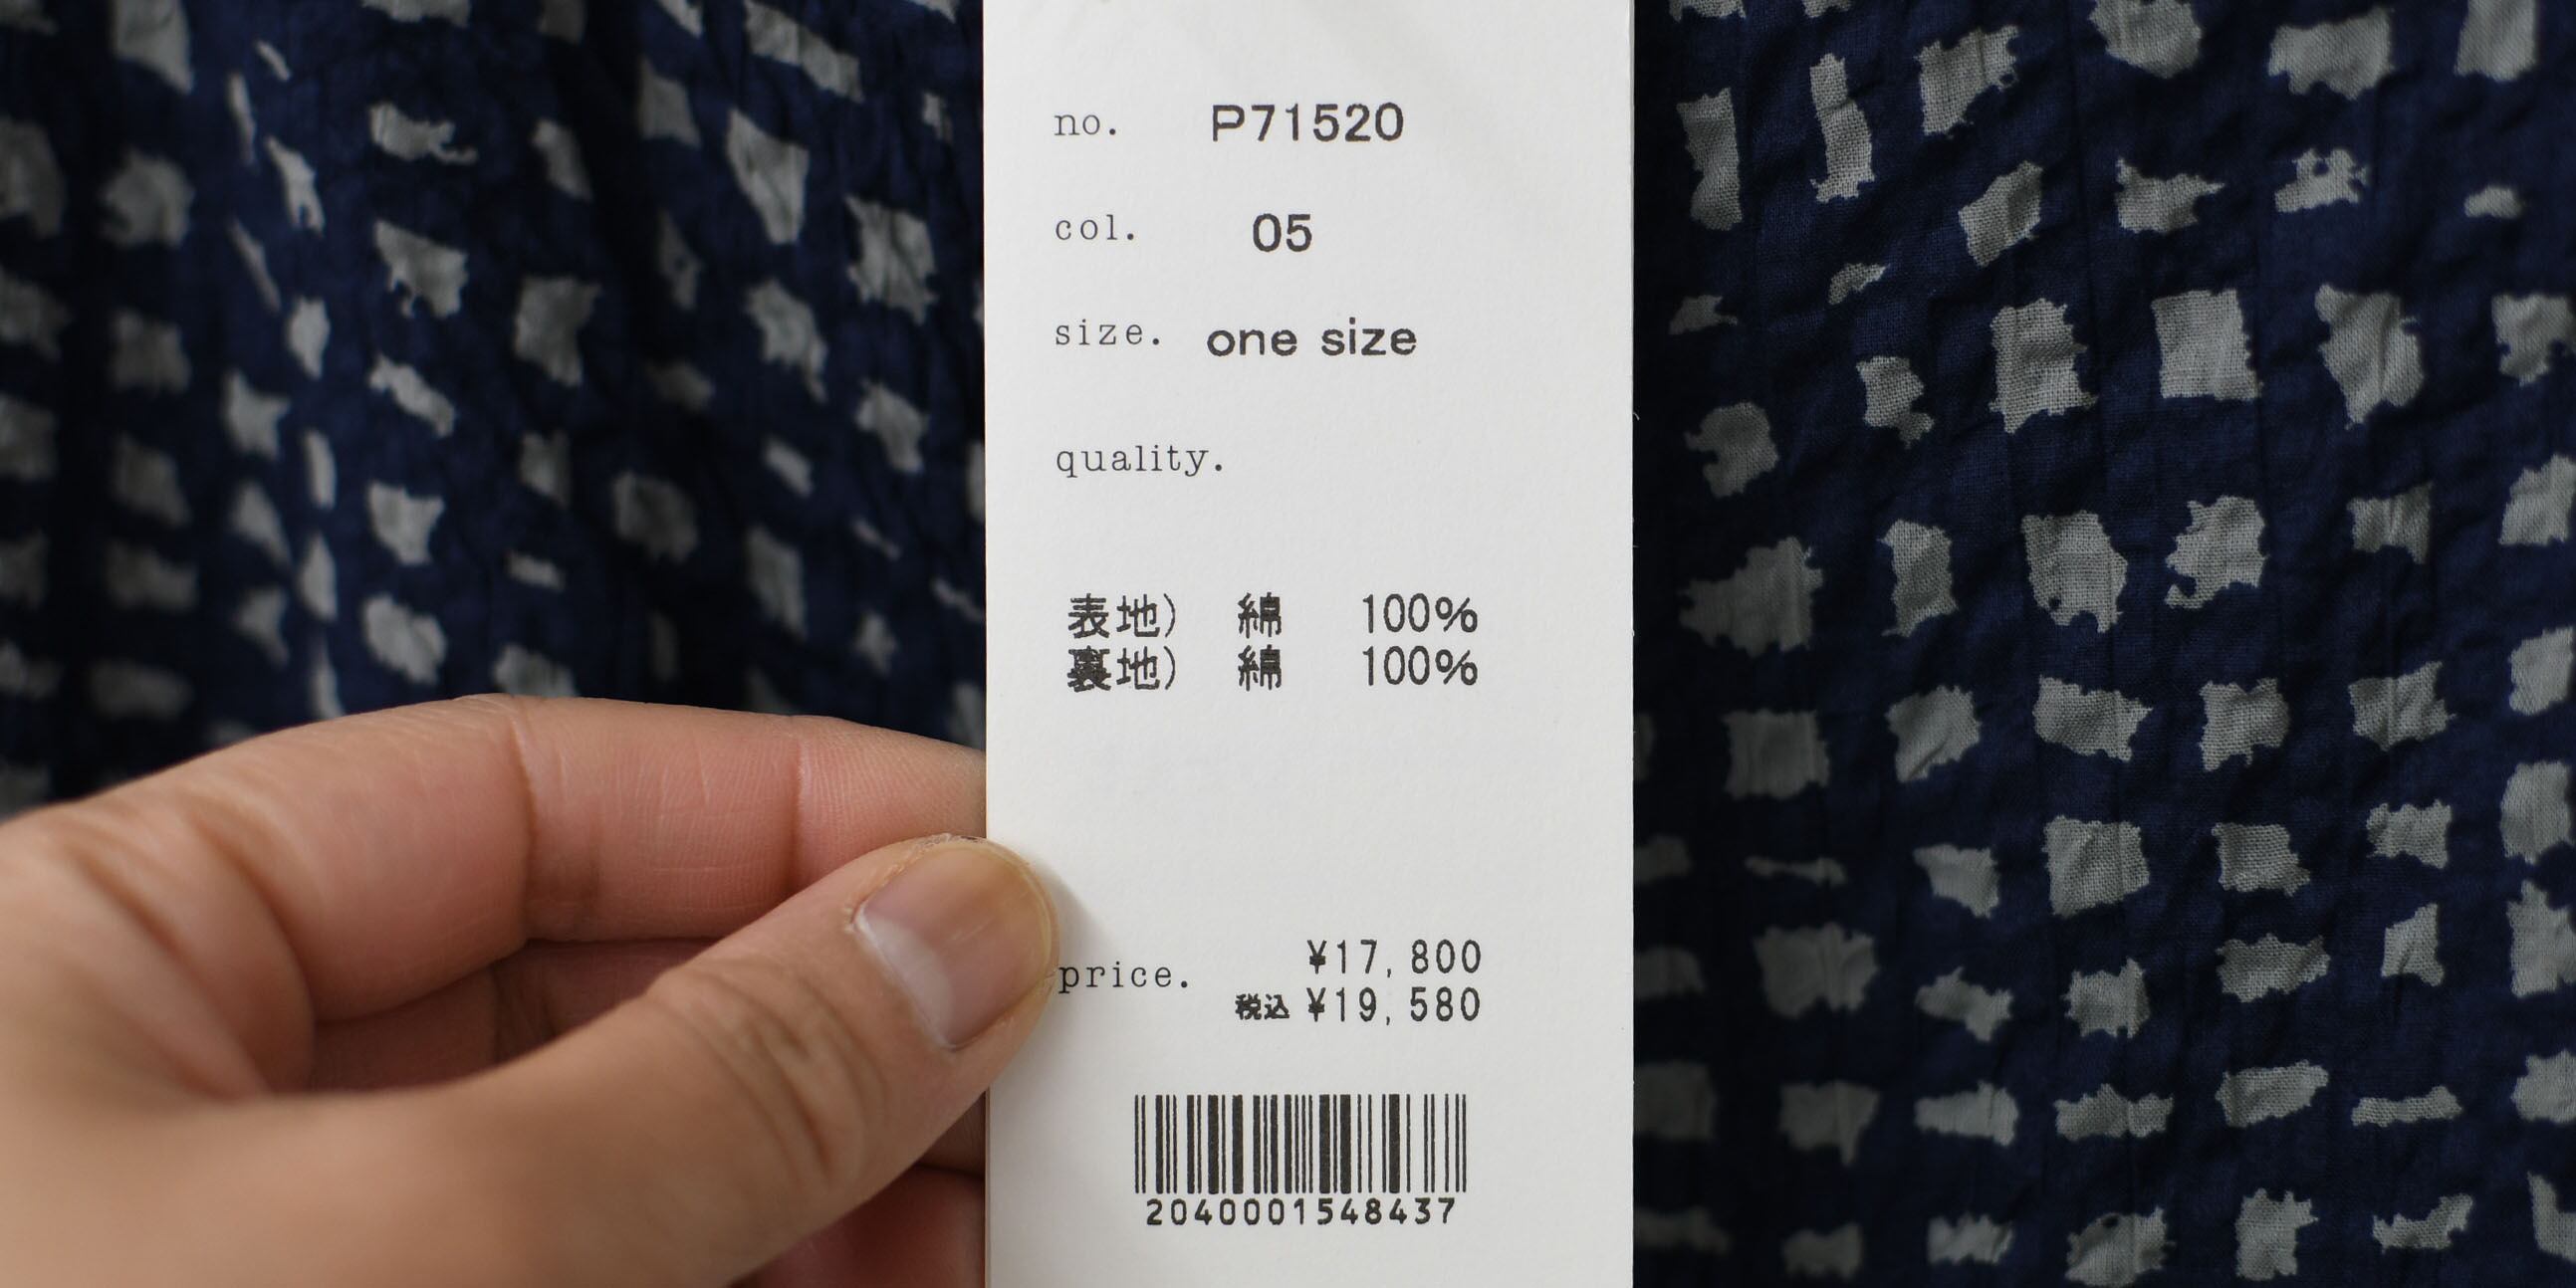 no. P71520
col. 05
size. one size
quality.
表地) 綿 100%
裏地) 綿 100%
price. ¥17,800
税込 ¥19,580
2040001548437